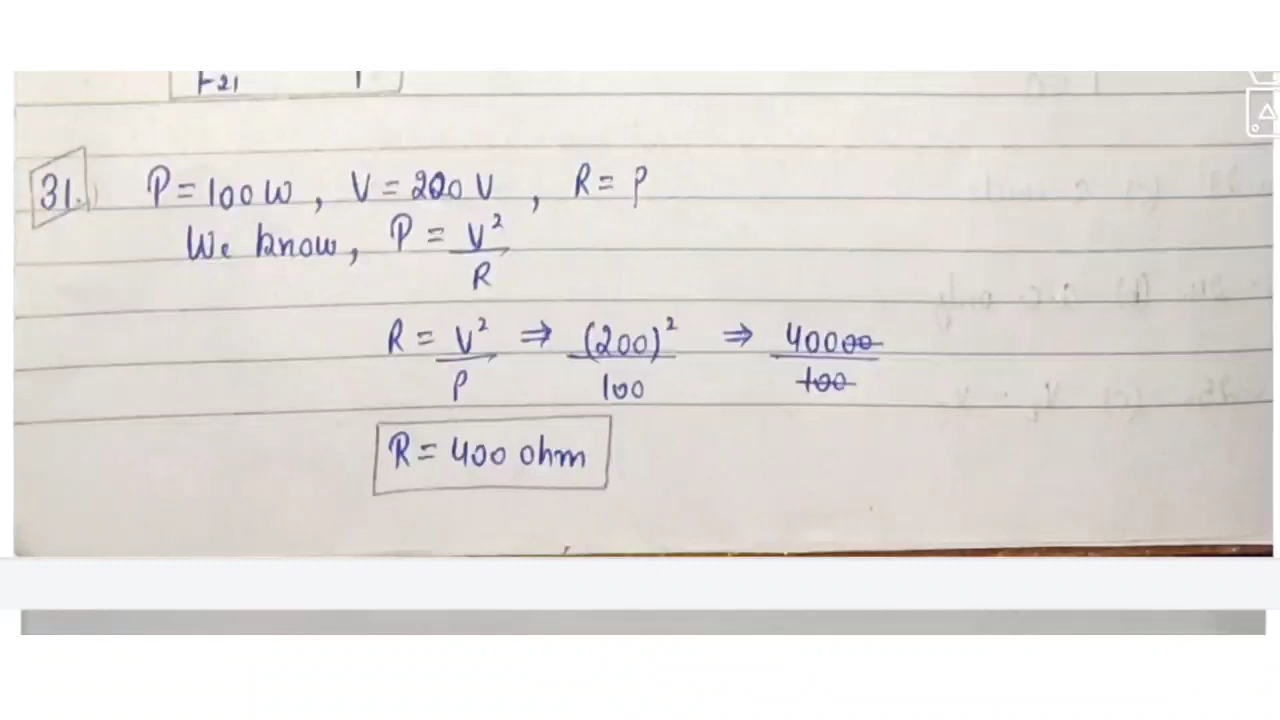 31. P = 100 W , V = 200 V , R = ?
We know, P = V²/R
R = V²/P ⇒ (200)²/100 ⇒ 40000/100
R = 400 ohm